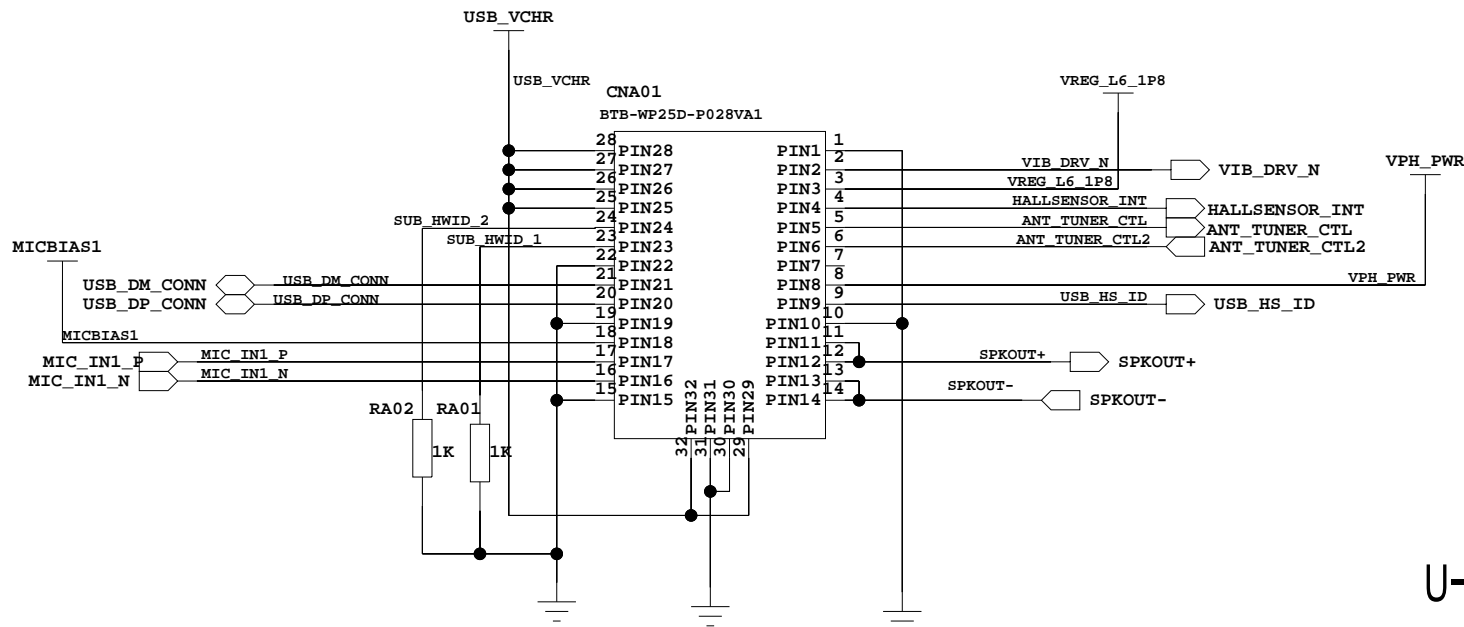 USB_VCHR
USB_VCHR
CNA01
BTB-WP25D-P028VA1
VREG_L6_1P8
28 PIN28 PIN1 1
27 PIN27 PIN2 2 VIB_DRV_N VIB_DRV_N VPH_PWR
26 PIN26 PIN3 3 VREG_L6_1P8
25 PIN25 PIN4 4 HALLSENSOR_INT HALLSENSOR_INT
SUB_HWID_2 24 PIN24 PIN5 5 ANT_TUNER_CTL ANT_TUNER_CTL
MICBIAS1 SUB_HWID_1 23 PIN23 PIN6 6 ANT_TUNER_CTL2 ANT_TUNER_CTL2
22 PIN22 PIN7 7
USB_DM_CONN USB_DM_CONN 21 PIN21 PIN8 8 VPH_PWR
USB_DP_CONN USB_DP_CONN 20 PIN20 PIN9 9 USB_HS_ID USB_HS_ID
19 PIN19 PIN10 10
MICBIAS1 18 PIN18 PIN11 11
MIC_IN1_P MIC_IN1_P 17 PIN17 PIN12 12 SPKOUT+ SPKOUT+
MIC_IN1_N MIC_IN1_N 16 PIN16 PIN13 13
15 PIN15 PIN14 14 SPKOUT- SPKOUT-
PIN32 PIN31 PIN30 PIN29
32 31 30 29
RA02 RA01
1K 1K
U-